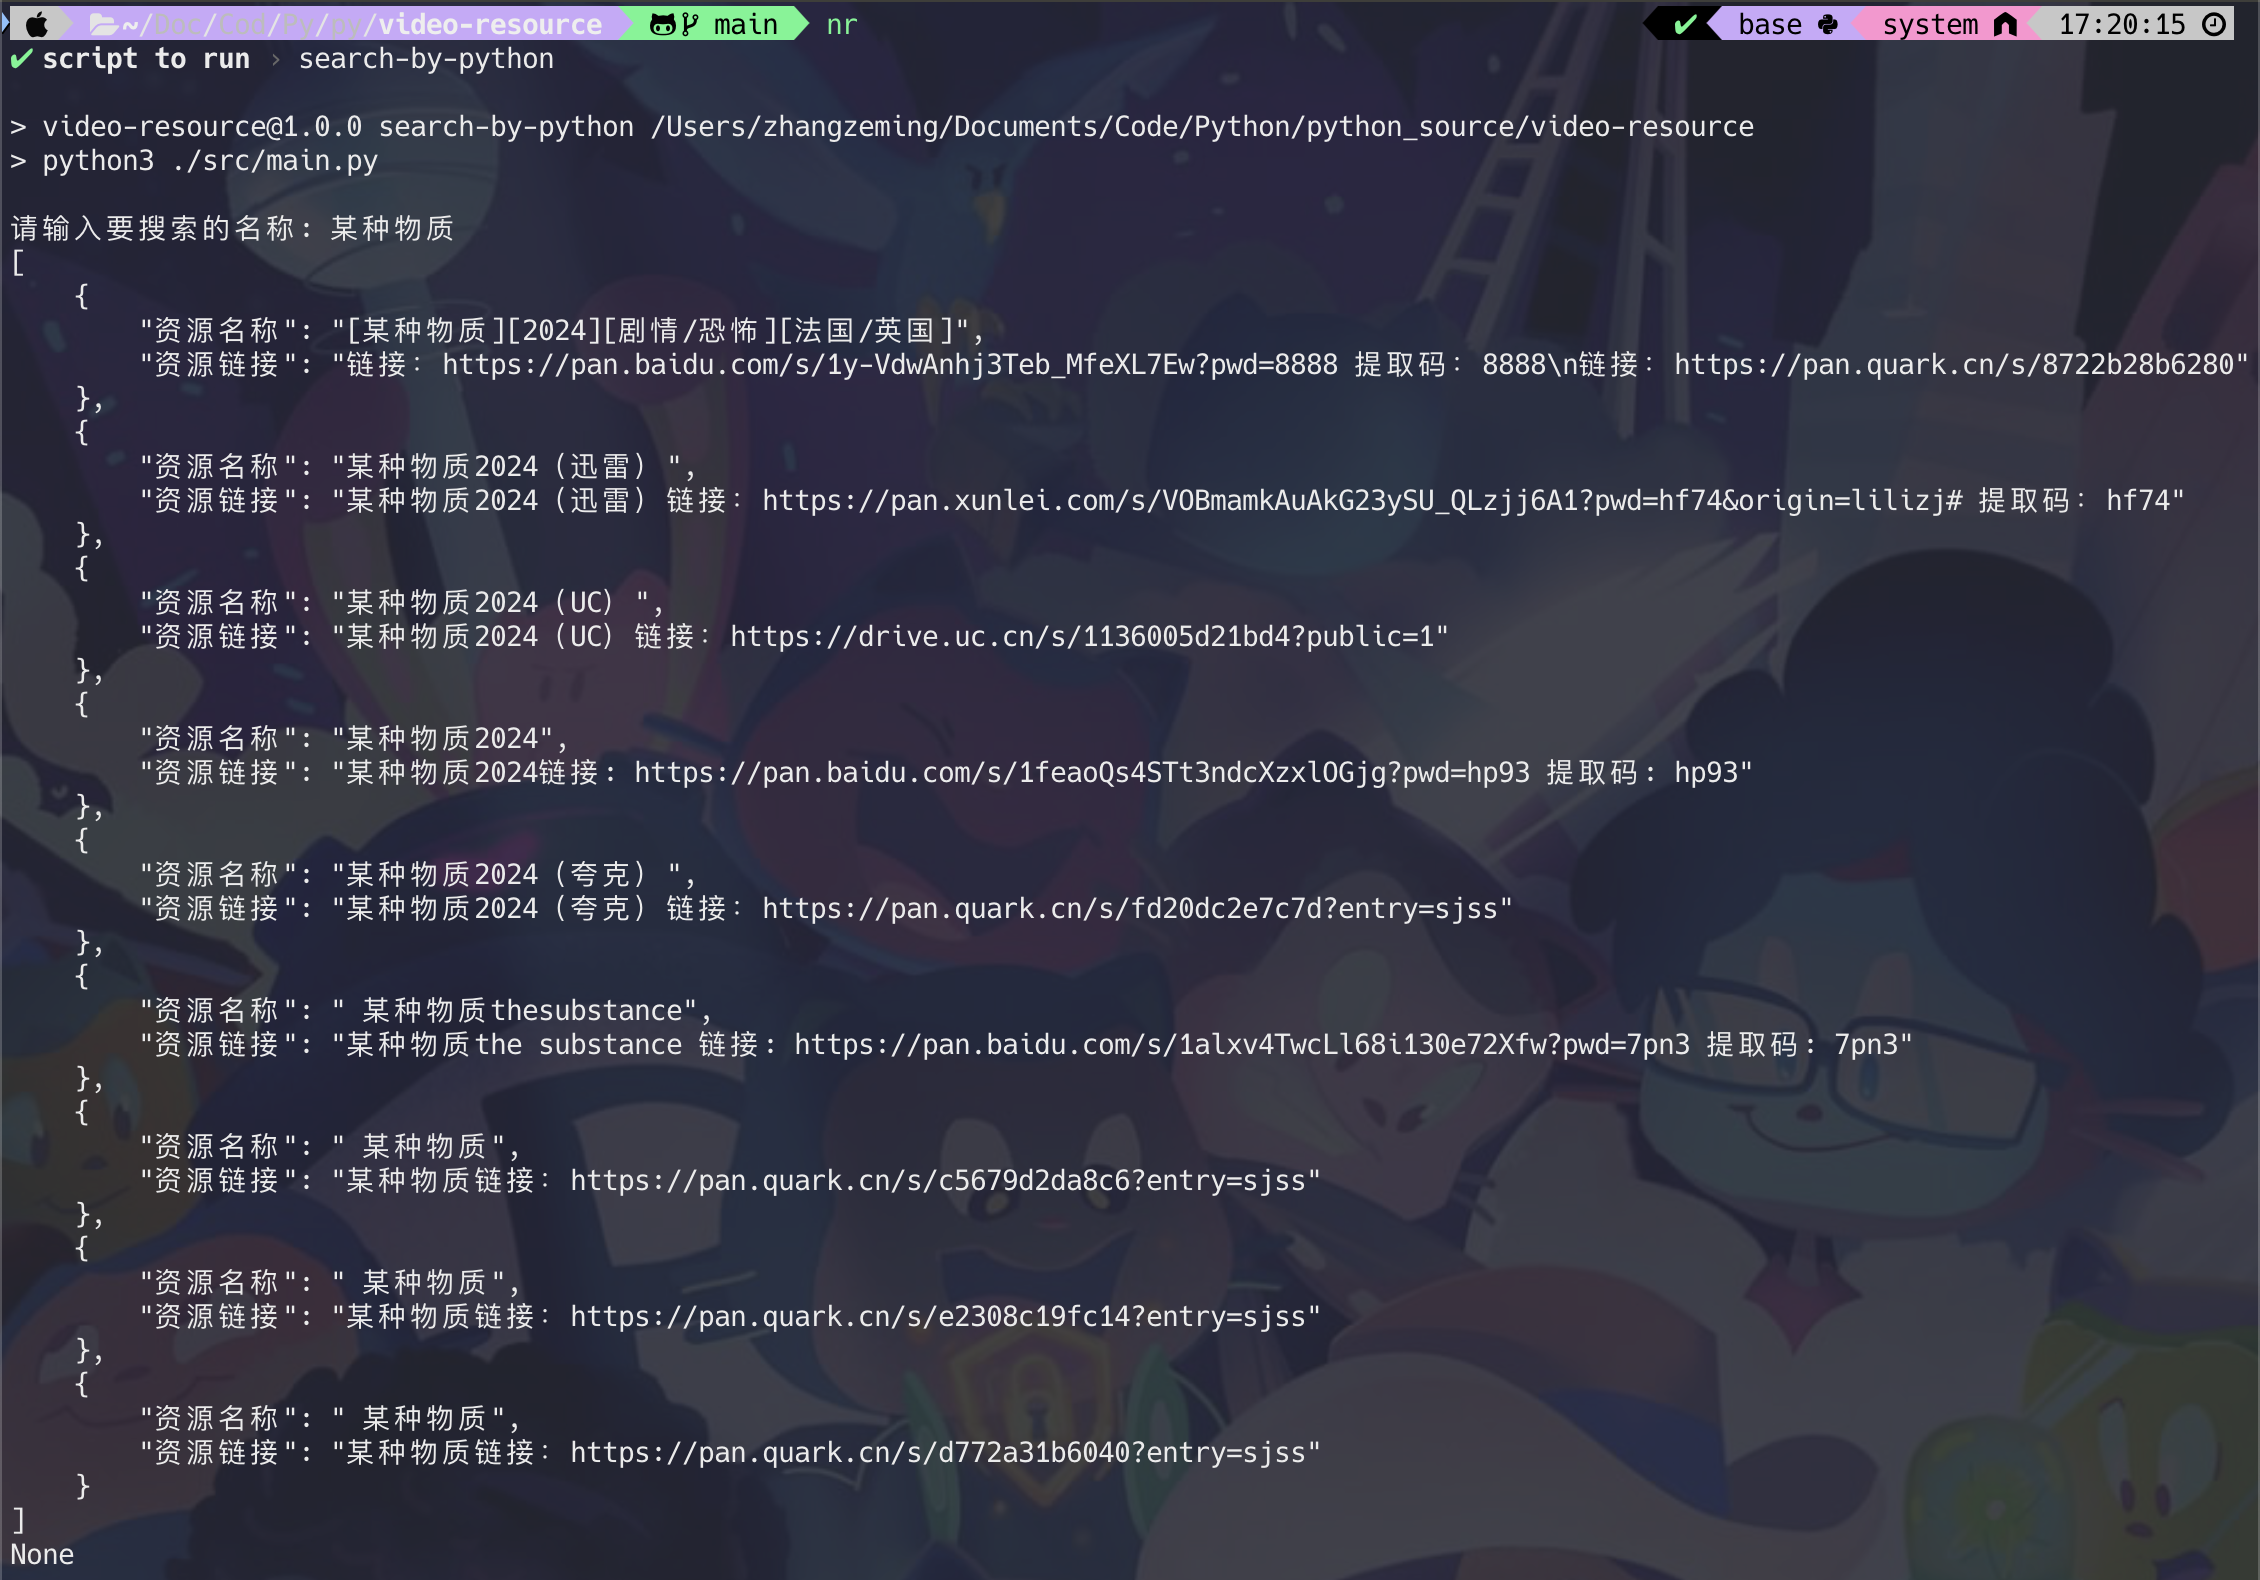 ~/Doc/Cod/Py/py/video-resource main nr ✔ base system 17:20:15
✔ script to run › search-by-python
> video-resource@1.0.0 search-by-python /Users/zhangzeming/Documents/Code/Python/python_source/video-resource
> python3 ./src/main.py
请输入要搜索的名称: 某种物质
[
    {
        "资源名称": "[某种物质][2024][剧情/恐怖][法国/英国]",
        "资源链接": "链接：https://pan.baidu.com/s/1y-VdwAnhj3Teb_MfeXL7Ew?pwd=8888 提取码：8888\n链接：https://pan.quark.cn/s/8722b28b6280"
    },
    {
        "资源名称": "某种物质2024（迅雷）",
        "资源链接": "某种物质2024（迅雷）链接：https://pan.xunlei.com/s/VOBmamkAuAkG23ySU_QLzjj6A1?pwd=hf74&origin=lilizj# 提取码：hf74"
    },
    {
        "资源名称": "某种物质2024（UC）",
        "资源链接": "某种物质2024（UC）链接：https://drive.uc.cn/s/1136005d21bd4?public=1"
    },
    {
        "资源名称": "某种物质2024",
        "资源链接": "某种物质2024链接: https://pan.baidu.com/s/1feaoQs4STt3ndcXzxlOGjg?pwd=hp93 提取码: hp93"
    },
    {
        "资源名称": "某种物质2024（夸克）",
        "资源链接": "某种物质2024（夸克）链接：https://pan.quark.cn/s/fd20dc2e7c7d?entry=sjss"
    },
    {
        "资源名称": " 某种物质thesubstance",
        "资源链接": "某种物质the substance 链接: https://pan.baidu.com/s/1alxv4TwcLl68i130e72Xfw?pwd=7pn3 提取码: 7pn3"
    },
    {
        "资源名称": " 某种物质",
        "资源链接": "某种物质链接：https://pan.quark.cn/s/c5679d2da8c6?entry=sjss"
    },
    {
        "资源名称": " 某种物质",
        "资源链接": "某种物质链接：https://pan.quark.cn/s/e2308c19fc14?entry=sjss"
    },
    {
        "资源名称": " 某种物质",
        "资源链接": "某种物质链接：https://pan.quark.cn/s/d772a31b6040?entry=sjss"
    }
]
None